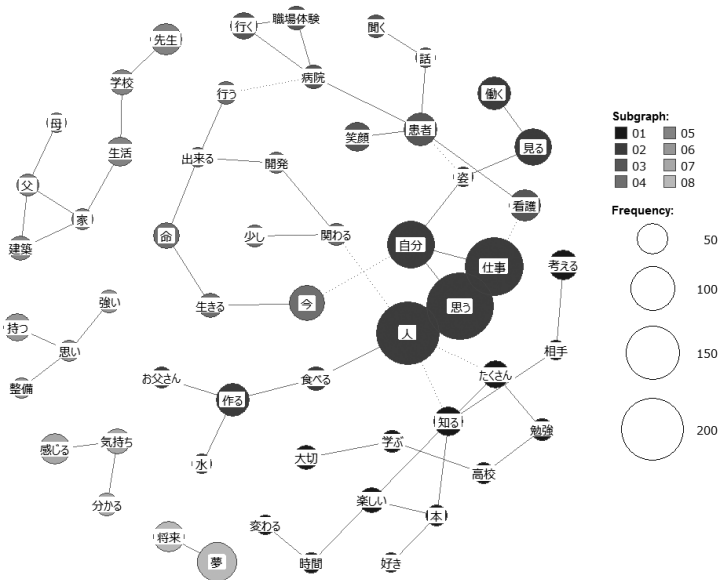 先生
行く
職場体験
聞く
学校
病院
話
母
行う
働く
笑顔
患者
見る
生活
出来る
開発
姿
父
看護
家
命
少し
関わる
自分
建築
仕事
考える
強い
生きる
今
思う
持つ
人
思い
相手
整備
お父さん
食べる
たくさん
作る
知る
勉強
感じる
気持ち
水
大切
学ぶ
高校
分かる
楽しい
将来
変わる
本
夢
時間
好き
Subgraph:
01 05
02 06
03 07
04 08
Frequency:
50
100
150
200